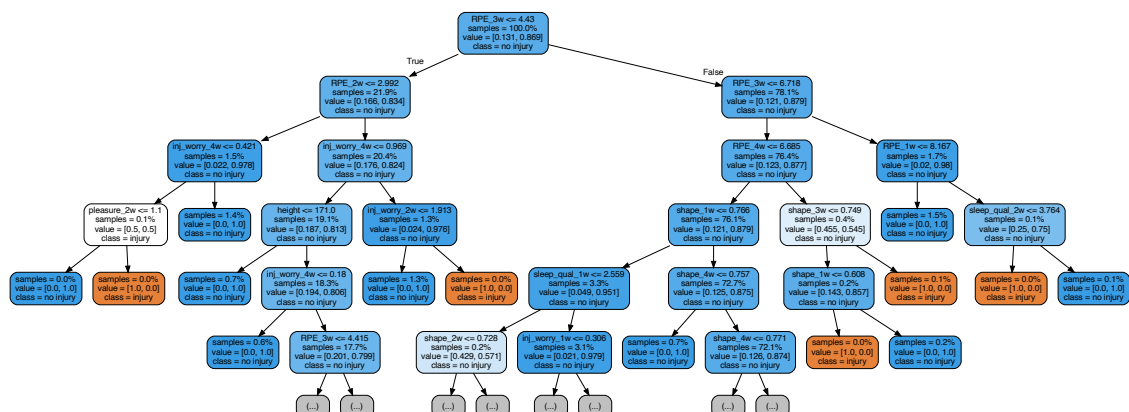 RPE_3w <= 4.43
samples = 100.0%
value = [0.131, 0.869]
class = no injury
True
False
RPE_2w <= 2.992
samples = 21.9%
value = [0.166, 0.834]
class = no injury
RPE_3w <= 6.718
samples = 78.1%
value = [0.121, 0.879]
class = no injury
inj_worry_4w <= 0.421
samples = 1.5%
value = [0.022, 0.978]
class = no injury
inj_worry_4w <= 0.969
samples = 20.4%
value = [0.176, 0.824]
class = no injury
RPE_4w <= 6.685
samples = 76.4%
value = [0.123, 0.877]
class = no injury
RPE_1w <= 8.167
samples = 1.7%
value = [0.02, 0.98]
class = no injury
pleasure_2w <= 1.1
samples = 0.1%
value = [0.5, 0.5]
class = injury
samples = 1.4%
value = [0.0, 1.0]
class = no injury
height <= 171.0
samples = 19.1%
value = [0.187, 0.813]
class = no injury
inj_worry_2w <= 1.913
samples = 1.3%
value = [0.024, 0.976]
class = no injury
shape_1w <= 0.766
samples = 76.1%
value = [0.121, 0.879]
class = no injury
shape_3w <= 0.749
samples = 0.4%
value = [0.455, 0.545]
class = no injury
samples = 1.5%
value = [0.0, 1.0]
class = no injury
sleep_qual_2w <= 3.764
samples = 0.1%
value = [0.25, 0.75]
class = no injury
samples = 0.0%
value = [0.0, 1.0]
class = no injury
samples = 0.0%
value = [1.0, 0.0]
class = injury
samples = 0.7%
value = [0.0, 1.0]
class = no injury
inj_worry_4w <= 0.18
samples = 18.3%
value = [0.194, 0.806]
class = no injury
samples = 1.3%
value = [0.0, 1.0]
class = no injury
samples = 0.0%
value = [1.0, 0.0]
class = injury
sleep_qual_1w <= 2.559
samples = 3.3%
value = [0.049, 0.951]
class = no injury
shape_4w <= 0.757
samples = 72.7%
value = [0.125, 0.875]
class = no injury
shape_1w <= 0.608
samples = 0.2%
value = [0.143, 0.857]
class = no injury
samples = 0.1%
value = [1.0, 0.0]
class = injury
samples = 0.0%
value = [1.0, 0.0]
class = injury
samples = 0.1%
value = [0.0, 1.0]
class = no injury
samples = 0.6%
value = [0.0, 1.0]
class = no injury
RPE_3w <= 4.415
samples = 17.7%
value = [0.201, 0.799]
class = no injury
shape_2w <= 0.728
samples = 0.2%
value = [0.429, 0.571]
class = no injury
inj_worry_1w <= 0.306
samples = 3.1%
value = [0.021, 0.979]
class = no injury
samples = 0.7%
value = [0.0, 1.0]
class = no injury
shape_4w <= 0.771
samples = 72.1%
value = [0.126, 0.874]
class = no injury
samples = 0.0%
value = [1.0, 0.0]
class = injury
samples = 0.2%
value = [0.0, 1.0]
class = no injury
(...)
(...)
(...)
(...)
(...)
(...)
(...)
(...)